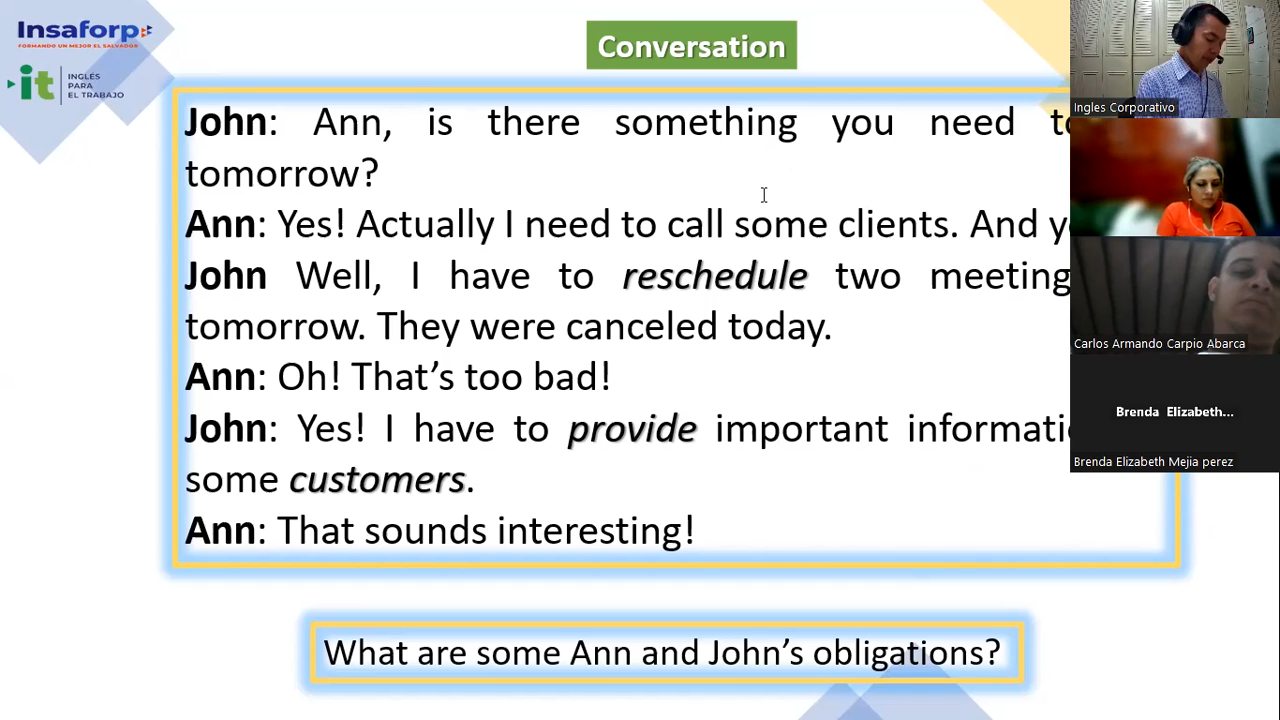 Insaforp
FORMANDO UN MEJOR EL SALVADOR
it
INGLÉS
PARA
EL TRABAJO
Conversation
John: Ann, is there something you need
tomorrow?
Ann: Yes! Actually I need to call some clients. And
John Well, I have to reschedule two meeting
tomorrow. They were canceled today.
Ann: Oh! That's too bad!
John: Yes! I have to provide important
some customers.
Ann: That sounds interesting!
What are some Ann and John's obligations?
Ingles Corporativo
Carlos Armando Carpio Abarca
Brenda Elizabeth...
Brenda Elizabeth Mejia perez